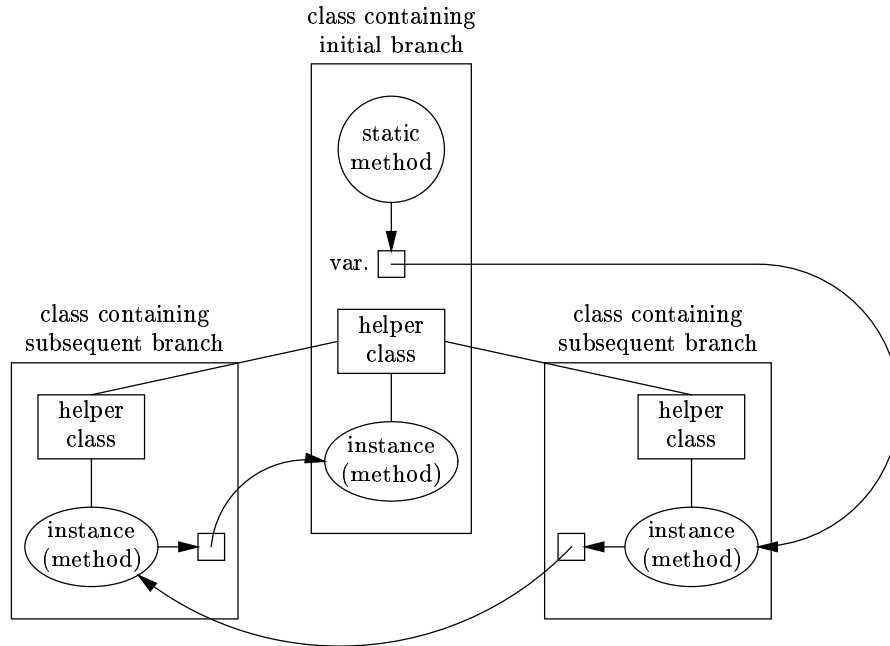 class containing
initial branch
static
method
var.
helper
class
instance
(method)
class containing
subsequent branch
helper
class
instance
(method)
class containing
subsequent branch
helper
class
instance
(method)